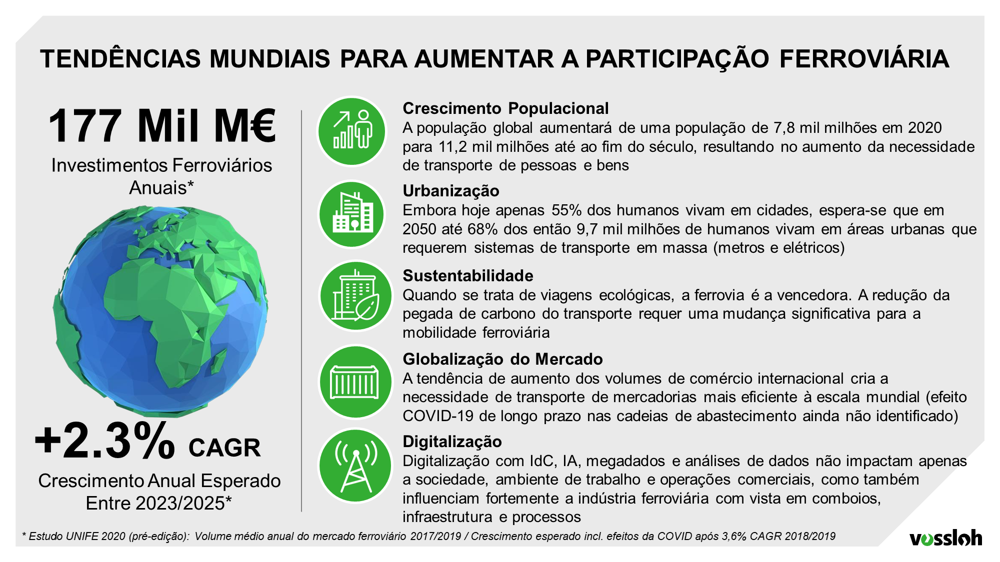 TENDÊNCIAS MUNDIAIS PARA AUMENTAR A PARTICIPAÇÃO FERROVIÁRIA
177 Mil M€
Investimentos Ferroviários
Anuais*
+2.3% CAGR
Crescimento Anual Esperado
Entre 2023/2025*
Crescimento Populacional
A população global aumentará de uma população de 7,8 mil milhões em 2020
para 11,2 mil milhões até ao fim do século, resultando no aumento da necessidade
de transporte de pessoas e bens
Urbanização
Embora hoje apenas 55% dos humanos vivam em cidades, espera-se que em
2050 até 68% dos então 9,7 mil milhões de humanos vivam em áreas urbanas que
requerem sistemas de transporte em massa (metros e elétricos)
Sustentabilidade
Quando se trata de viagens ecológicas, a ferrovia é a vencedora. A redução da
pegada de carbono do transporte requer uma mudança significativa para a
mobilidade ferroviária
Globalização do Mercado
A tendência de aumento dos volumes de comércio internacional cria a
necessidade de transporte de mercadorias mais eficiente à escala mundial (efeito
COVID-19 de longo prazo nas cadeias de abastecimento ainda não identificado)
Digitalização
Digitalização com IdC, IA, megadados e análises de dados não impactam apenas
a sociedade, ambiente de trabalho e operações comerciais, como também
influenciam fortemente a indústria ferroviária com vista em comboios,
infraestrutura e processos
* Estudo UNIFE 2020 (pré-edição): Volume médio anual do mercado ferroviário 2017/2019 / Crescimento esperado incl. efeitos da COVID após 3,6% CAGR 2018/2019
vossloh